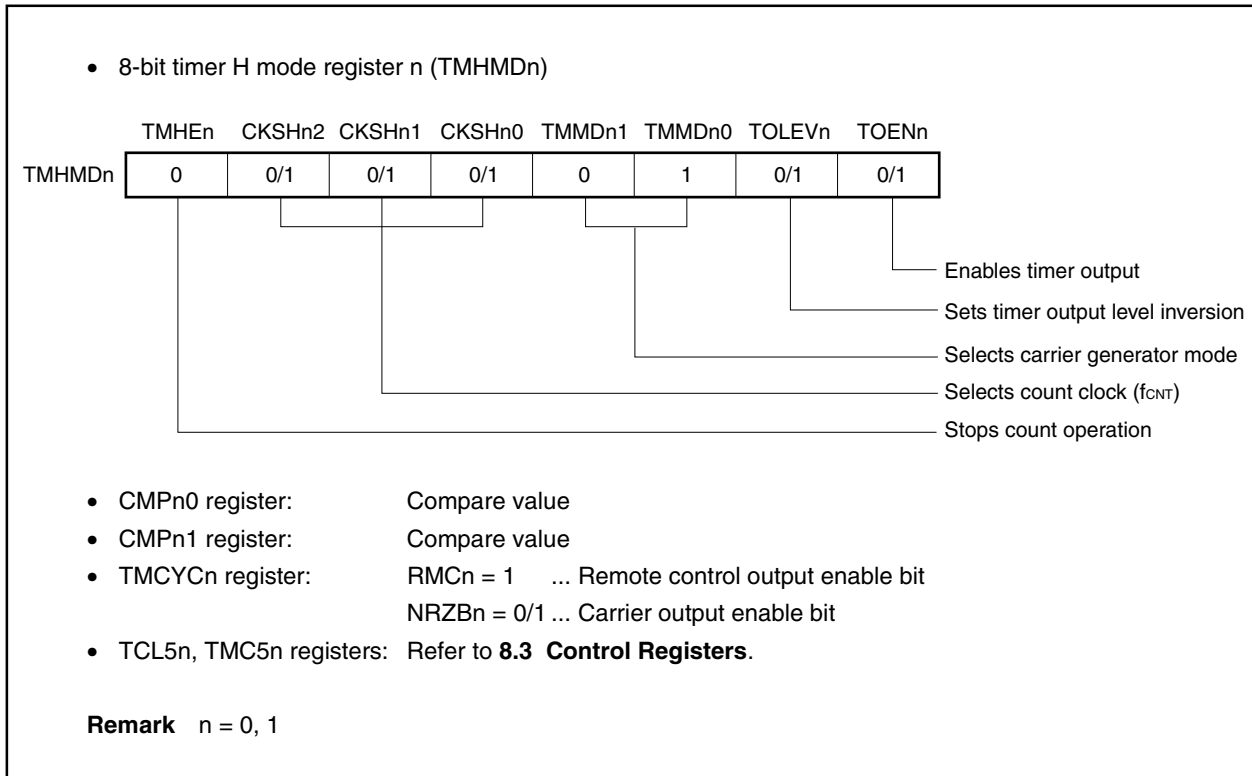 • 8-bit timer H mode register n (TMHMDn)
TMHEn CKSHn2 CKSHn1 CKSHn0 TMMDn1 TMMDn0 TOLEVn TOENn
TMHMDn 0 0/1 0/1 0/1 0 1 0/1 0/1
Enables timer output
Sets timer output level inversion
Selects carrier generator mode
Selects count clock (fCNT)
Stops count operation
• CMPn0 register: Compare value
• CMPn1 register: Compare value
• TMCYCn register: RMCn = 1 ... Remote control output enable bit
NRZBn = 0/1 ... Carrier output enable bit
• TCL5n, TMC5n registers: Refer to 8.3 Control Registers.
Remark n = 0, 1